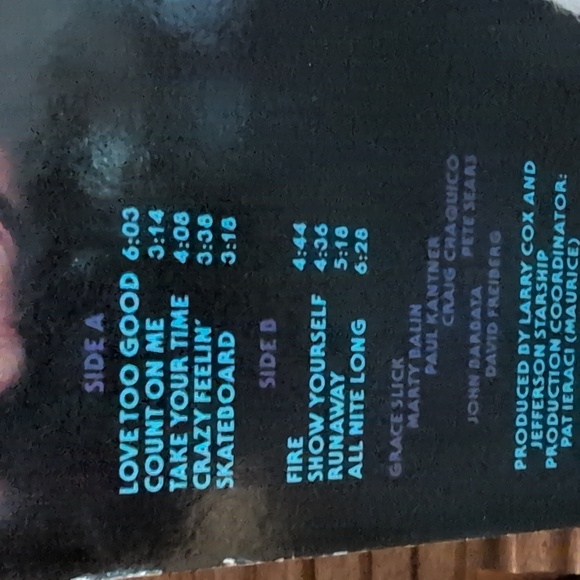 SIDE A
LOVE TOO GOOD 6:03
COUNT ON ME 3:14
TAKE YOUR TIME 4:08
CRAZY FEELIN' 3:38
SKATEBOARD 3:18
SIDE B
FIRE 4:44
SHOW YOURSELF 4:36
RUNAWAY 5:18
ALL NITE LONG 6:28
GRACE SLICK
MARTY BALIN
PAUL KANTNER
CRAIG CHAQUICO
JOHN BARBATA PETE SEARS
DAVID FREIBERG
PRODUCED BY LARRY COX AND
JEFFERSON STARSHIP
PRODUCTION COORDINATOR:
PAT IERACI (MAURICE)